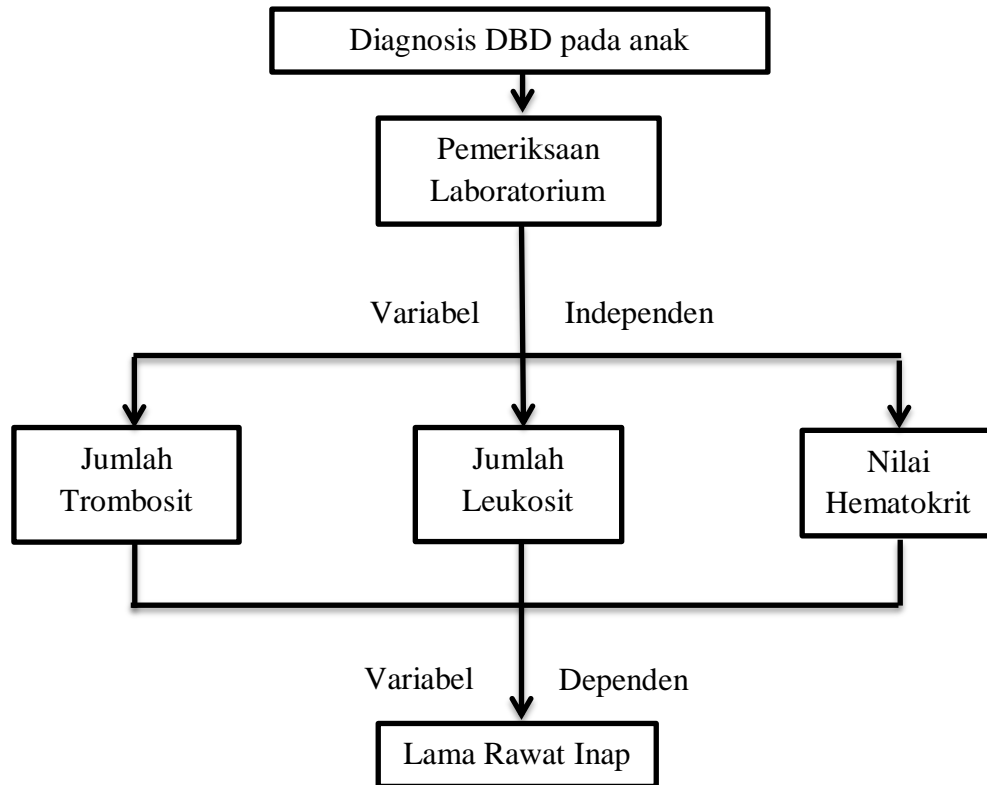 Diagnosis DBD pada anak
Pemeriksaan
Laboratorium
Variabel Independen
Jumlah
Trombosit
Jumlah
Leukosit
Nilai
Hematokrit
Variabel Dependen
Lama Rawat Inap